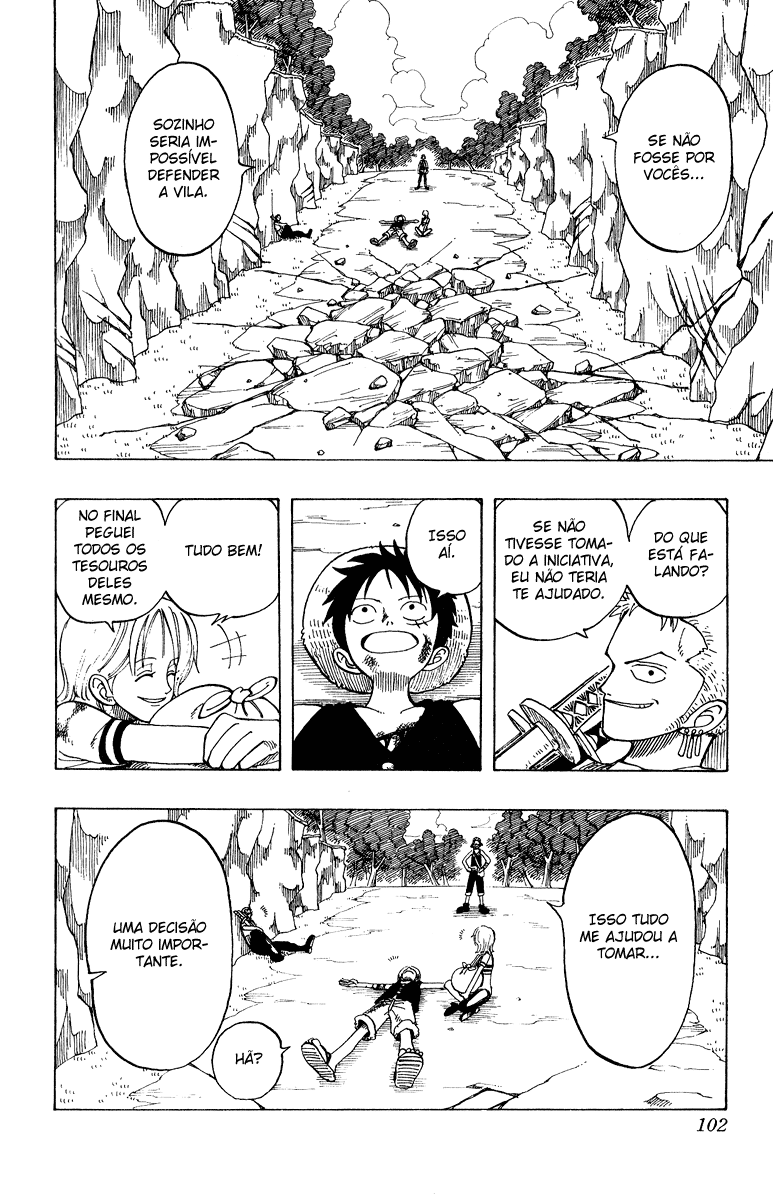 SE NÃO
FOSSE POR
VOCÊS...
SOZINHO
SERIA IM-
POSSÍVEL
DEFENDER
A VILA.
DO QUE
ESTÁ FA-
LANDO?
SE NÃO
TIVESSE TOMA-
DO A INICIATIVA,
EU NÃO TERIA
TE AJUDADO.
ISSO
AÍ.
TUDO BEM!
NO FINAL
PEGUEI
TODOS OS
TESOUROS
DELES
MESMO.
ISSO TUDO
ME AJUDOU A
TOMAR...
UMA DECISÃO
MUITO IMPOR-
TANTE.
HÃ?
102